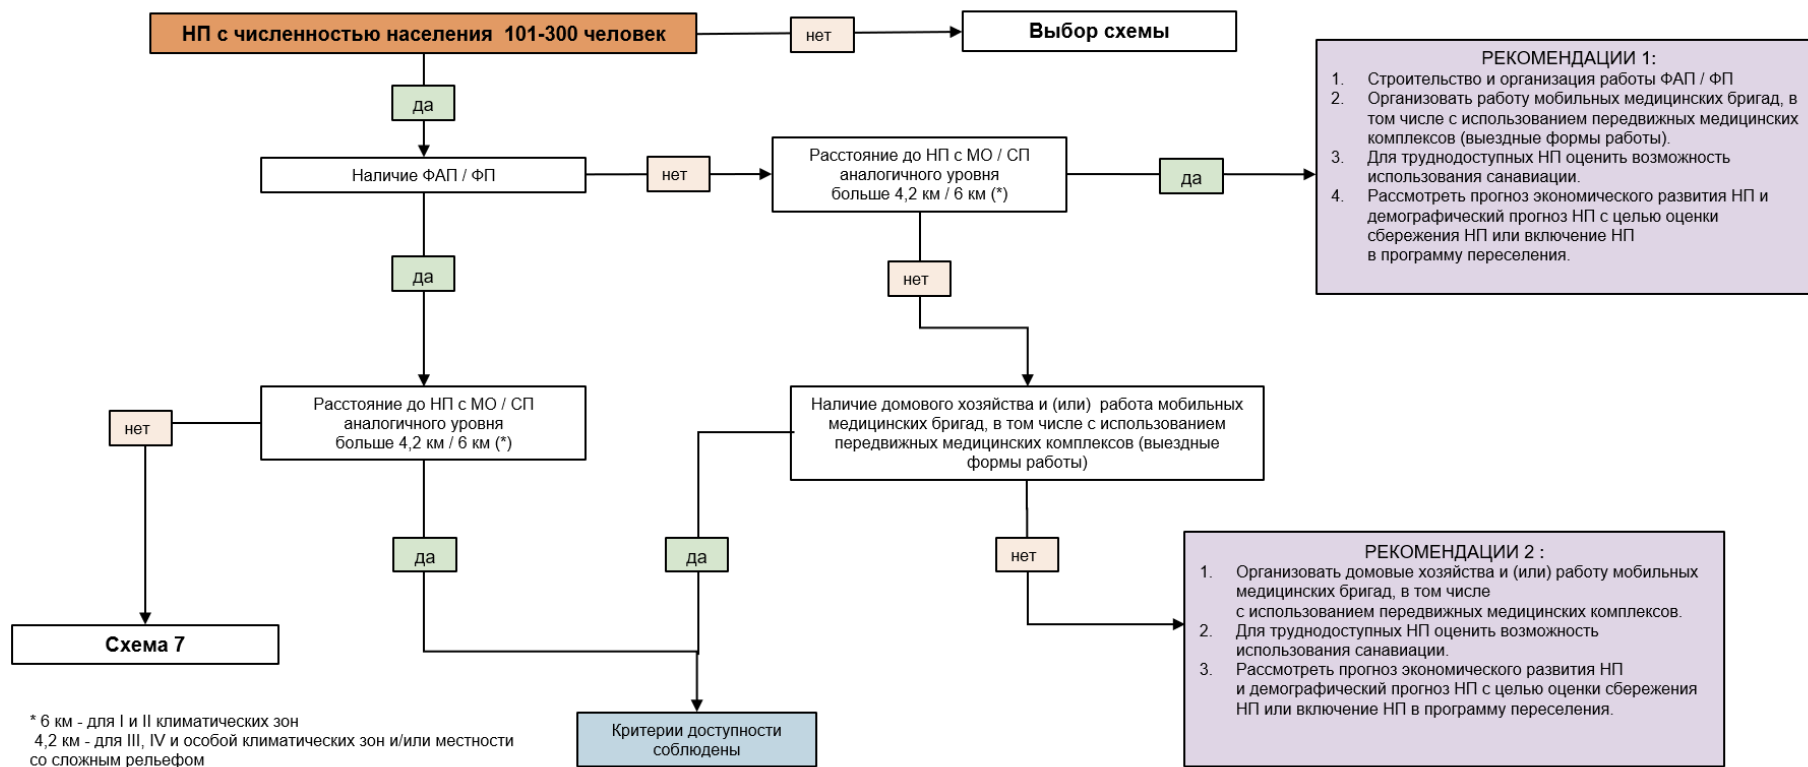 НП с численностью населения 101-300 человек
нет
Выбор схемы
да
РЕКОМЕНДАЦИИ 1:
1. Строительство и организация работы ФАП / ФП
2. Организовать работу мобильных медицинских бригад, в
том числе с использованием передвижных медицинских
комплексов (выездные формы работы).
3. Для труднодоступных НП оценить возможность
использования санавиации.
4. Рассмотреть прогноз экономического развития НП и
демографический прогноз НП с целью оценки
сбережения НП или включение НП
в программу переселения.
Наличие ФАП / ФП
нет
Расстояние до НП с МО / СП
аналогичного уровня
больше 4,2 км / 6 км (*)
да
да
нет
Расстояние до НП с МО / СП
аналогичного уровня
больше 4,2 км / 6 км (*)
нет
Наличие домового хозяйства и (или) работа мобильных
медицинских бригад, в том числе с использованием
передвижных медицинских комплексов (выездные
формы работы)
да
да
нет
Схема 7
РЕКОМЕНДАЦИИ 2 :
1. Организовать домовые хозяйства и (или) работу мобильных
медицинских бригад, в том числе
с использованием передвижных медицинских комплексов.
2. Для труднодоступных НП оценить возможность
использования санавиации.
3. Рассмотреть прогноз экономического развития НП
и демографический прогноз НП с целью оценки сбережения
НП или включение НП в программу переселения.
Критерии доступности
соблюдены
* 6 км - для I и II климатических зон
4,2 км - для III, IV и особой климатических зон и/или местности
со сложным рельефом